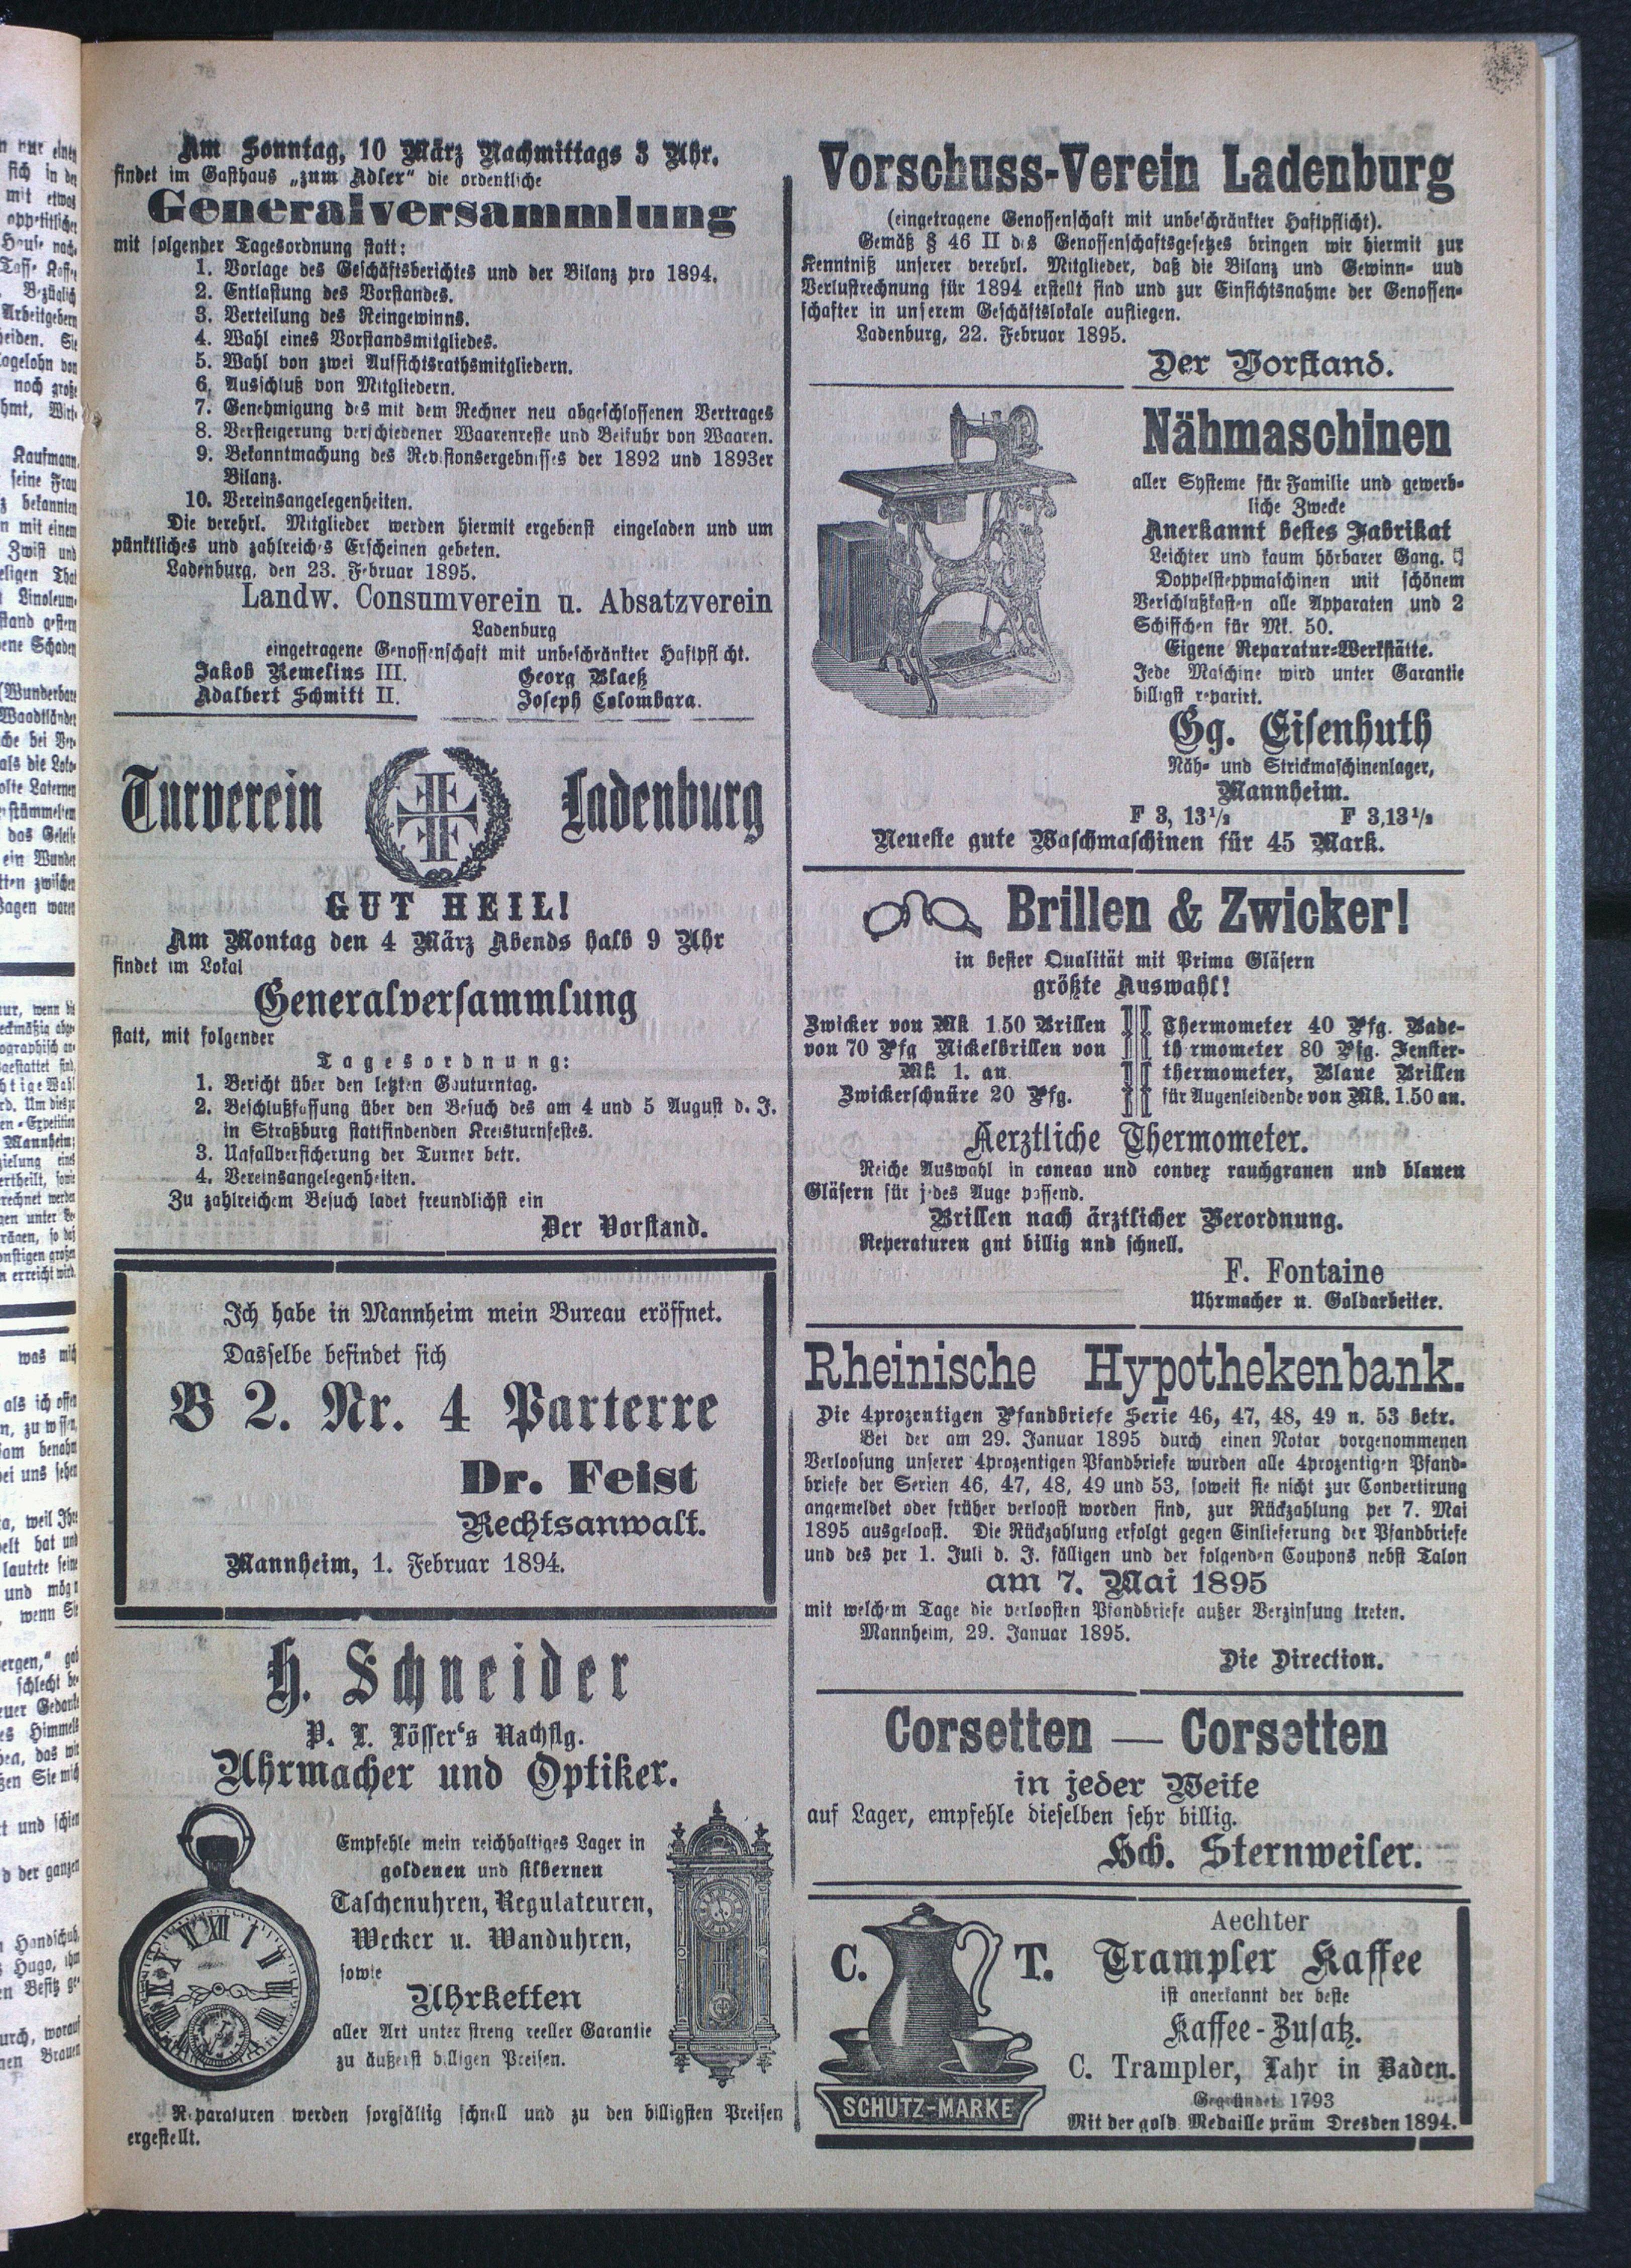 Am Sonntag, 10 März Nachmittags 3 Uhr.
findet im Gasthaus „zum Adler“ die ordentliche
Generalversammlung
mit folgender Tagesordnung statt:
1. Vorlage des Geschäftsberichtes und der Bilanz pro 1894.
2. Entlastung des Vorstandes.
3. Verteilung des Reingewinns.
4. Wahl eines Vorstandsmitgliedes.
5. Wahl von zwei Aufsichtsrathsmitgliedern.
6. Ausschluß von Mitgliedern.
7. Genehmigung des mit dem Rechner neu abgeschlossenen Vertrages
8. Versteigerung verschiedener Waarenreste und Beifuhr von Waaren.
9. Bekanntmachung des Revisionsergebnisses der 1892 und 1893er
Bilanz.
10. Vereinsangelegenheiten.
Die verehrl. Mitglieder werden hiermit ergebenst eingeladen und um
pünktliches und zahlreiches Erscheinen gebeten.
Ladenburg, den 23. Februar 1895.
Landw. Consumverein u. Absatzverein
Ladenburg
eingetragene Genossenschaft mit unbeschränkter Haftpflicht.
Jakob Remelius III. Georg Blaeß
Adalbert Schmitt II. Joseph Colombara.
Turverein Ladenburg
GUT HEIL!
Am Montag den 4 März Abends halb 9 Uhr
findet im Lokal
Generalversammlung
statt, mit folgender
Tagesordnung:
1. Bericht über den letzten Gauturntag.
2. Beschlußfassung über den Besuch des am 4 und 5 August d. J.
in Straßburg stattfindenden Kreisturnfestes.
3. Unfallversicherung der Turner betr.
4. Vereinsangelegenheiten.
Zu zahlreichem Besuch ladet freundlichst ein
Der Vorstand.
Ich habe in Mannheim mein Bureau eröffnet.
Dasselbe befindet sich
B 2. Nr. 4 Parterre
Dr. Feist
Rechtsanwalt.
Mannheim, 1. Februar 1894.
H. Schneider
P. L. Lösser's Nachflg.
Uhrmacher und Optiker.
Empfehle mein reichhaltiges Lager in
goldenen und silbernen
Taschenuhren, Regulateuren,
Wecker u. Wanduhren,
sowie
Uhrketten
aller Art unter streng reeller Garantie
zu äußerst billigen Preisen.
Reparaturen werden sorgfältig schnell und zu den billigsten Preisen
ergestellt.
Vorschuss-Verein Ladenburg
(eingetragene Genossenschaft mit unbeschränkter Haftpflicht).
Gemäß § 46 II des Genossenschaftsgesetzes bringen wir hiermit zur
Kenntniß unserer verehrl. Mitglieder, daß die Bilanz und Gewinn- und
Verlustrechnung für 1894 erstellt sind und zur Einsichtsnahme der Genossen-
schafter in unserem Geschäftslokale aufliegen.
Ladenburg, 22. Februar 1895.
Der Vorstand.
Nähmaschinen
aller Systeme für Familie und gewerb-
liche Zwecke
Anerkannt bestes Fabrikat
Leichter und kaum hörbarer Gang.
Doppelsteppmaschinen mit schönem
Verschlußkasten alle Apparaten und 2
Schiffchen für Mk. 50.
Eigene Reparatur-Werkstätte.
Jede Maschine wird unter Garantie
billigst reparirt.
Gg. Eisenhuth
Näh- und Strickmaschinenlager,
Mannheim.
F 3, 13½ F 3,13½
Neueste gute Waschmaschinen für 45 Mark.
Brillen & Zwicker!
in bester Qualität mit Prima Gläsern
größte Auswahl!
Zwicker von Mk 1.50 Brillen
von 70 Pfg Nickelbrillen von
Mk 1. an
Zwickerschnüre 20 Pfg.
Thermometer 40 Pfg. Bade-
thermometer 80 Pfg. Fenster-
thermometer, Blaue Brillen
für Augenleidende von Mk. 1.50 an.
Aerztliche Thermometer.
Reiche Auswahl in concav und convex rauchgrauen und blauen
Gläsern für jedes Auge passend.
Brillen nach ärztlicher Verordnung.
Reperaturen gut billig und schnell.
F. Fontaine
Uhrmacher u. Goldarbeiter.
Rheinische Hypothekenbank.
Die 4prozentigen Pfandbriefe Serie 46, 47, 48, 49 n. 53 betr.
Bei der am 29. Januar 1895 durch einen Notar vorgenommenen
Verloosung unserer 4prozentigen Pfandbriefe wurden alle 4prozentigen Pfand-
briefe der Serien 46, 47, 48, 49 und 53, soweit sie nicht zur Convertirung
angemeldet oder früher verloost worden sind, zur Rückzahlung per 7. Mai
1895 ausgeloost. Die Rückzahlung erfolgt gegen Einlieferung der Pfandbriefe
und des per 1. Juli d. J. fälligen und der folgenden Coupons nebst Talon
am 7. Mai 1895
mit welchem Tage die verloosten Pfandbriefe außer Verzinsung treten.
Mannheim, 29. Januar 1895.
Die Direction.
Corsetten — Corsetten
in jeder Weite
auf Lager, empfehle dieselben sehr billig.
Hch. Sternweiler.
C. T.
SCHUTZ-MARKE
Aechter
Trampler Kaffee
ist anerkannt der beste
Kaffee-Zusatz.
C. Trampler, Lahr in Baden.
Gegründet 1793
Mit der gold. Medaille präm Dresden 1894.